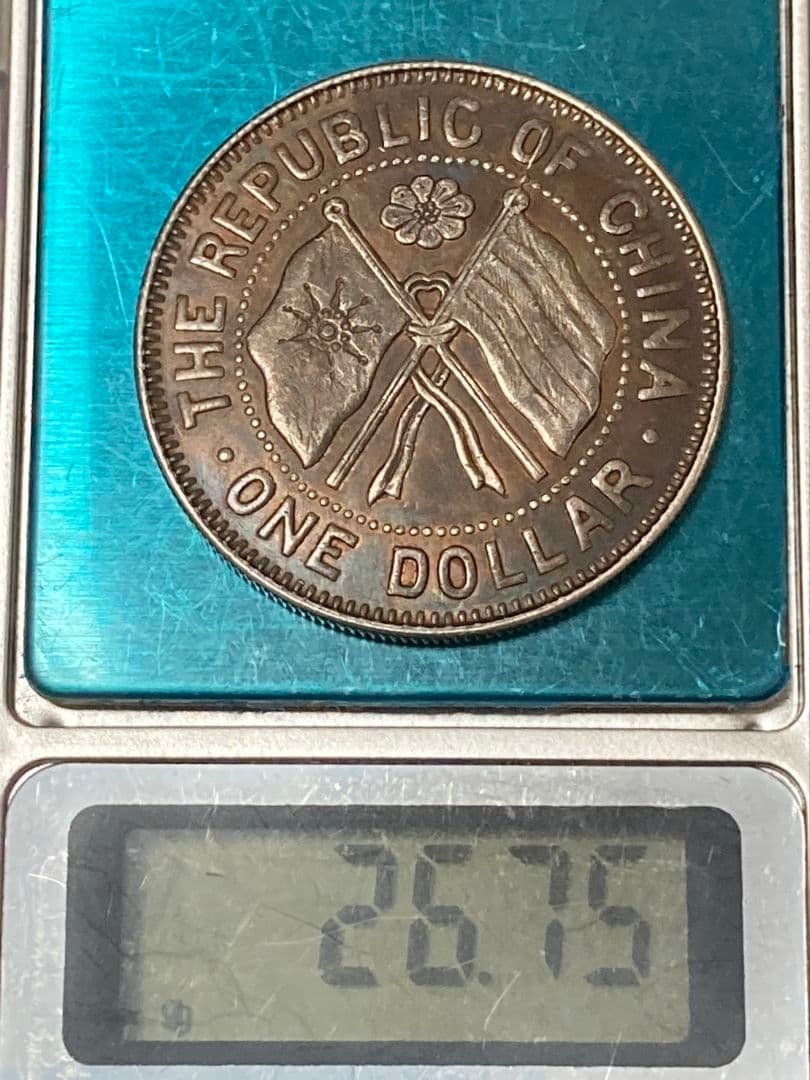 THE REPUBLIC OF CHINA
· ONE DOLLAR ·
26.75
g